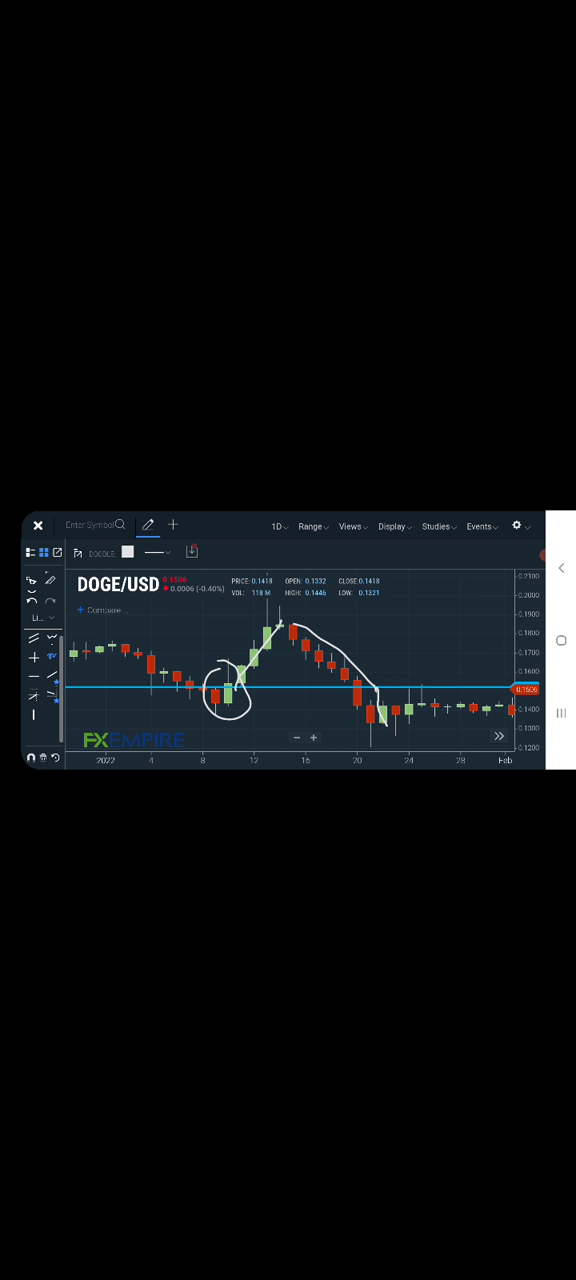 Enter Symbol
1D Range Views Display Studies Events
DOODLE:
Li...
DOGE/USD 0.1506
0.0006 (-0.40%)
PRICE: 0.1418 OPEN: 0.1332 CLOSE: 0.1418
VOL: 118 M HIGH: 0.1446 LOW: 0.1321
+ Compare ...
0.2100
0.2000
0.1900
0.1800
0.1700
0.1600
0.1506
0.1400
0.1300
0.1200
FXEMPIRE
2022 4 8 12 16 20 24 28 Feb